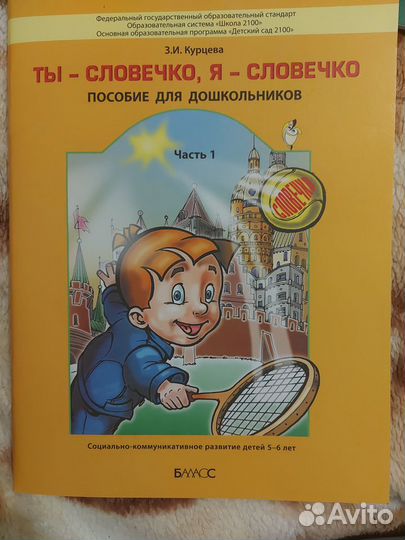 Федеральный государственный образовательный стандарт
Образовательная система «Школа 2100»
Основная образовательная программа «Детский сад 2100»
З.И. Курцева
ТЫ – СЛОВЕЧКО, Я – СЛОВЕЧКО
ПОСОБИЕ ДЛЯ ДОШКОЛЬНИКОВ
Часть 1
СЛОВЕЧКО
Социально-коммуникативное развитие детей 5–6 лет
БАЛАСС
Avito